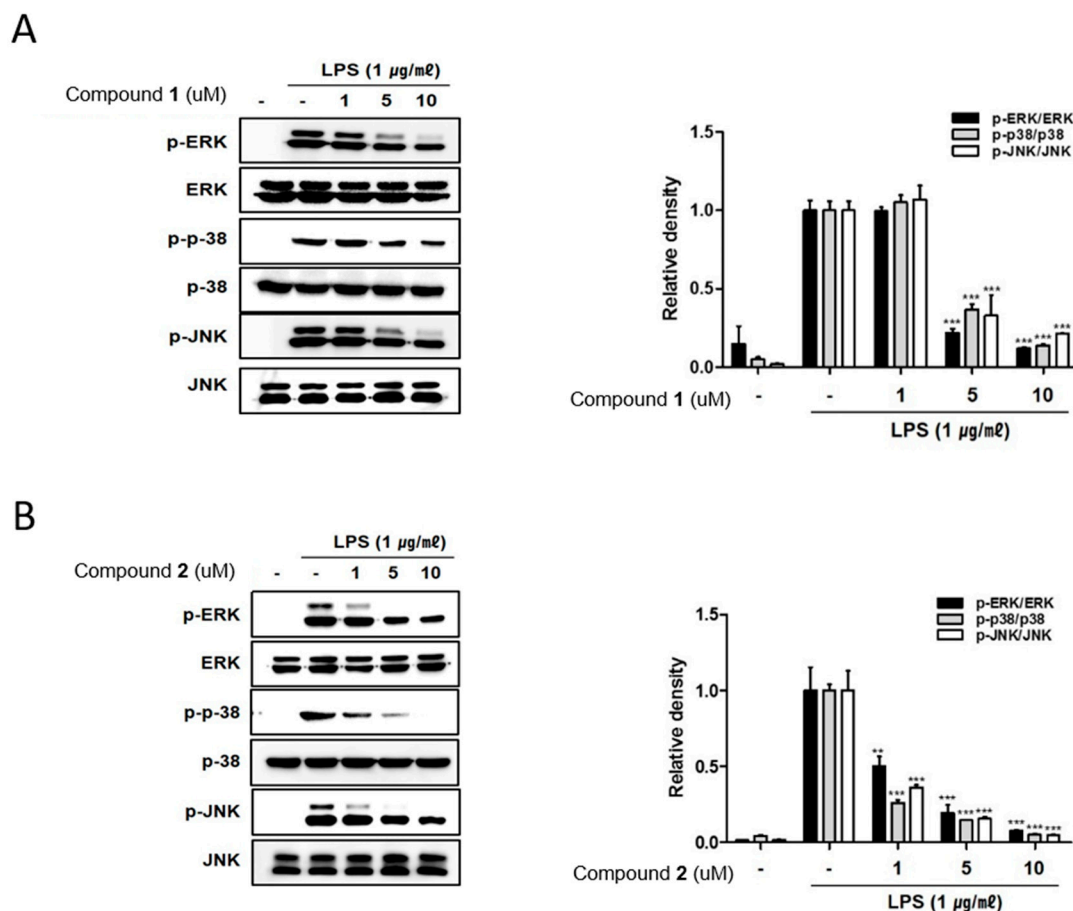 A
LPS (1 µg/mℓ)
Compound 1 (uM) - - 1 5 10
p-ERK
ERK
p-p-38
p-38
p-JNK
JNK
p-ERK/ERK
p-p38/p38
p-JNK/JNK
Relative density
1.5
1.0
0.5
0.0
*** *** ***
*** *** ***
Compound 1 (uM) - - 1 5 10
LPS (1 µg/mℓ)
B
LPS (1 µg/mℓ)
Compound 2 (uM) - - 1 5 10
p-ERK
ERK
p-p-38
p-38
p-JNK
JNK
p-ERK/ERK
p-p38/p38
p-JNK/JNK
Relative density
1.5
1.0
0.5
0.0
** *** ***
*** *** ***
*** *** ***
Compound 2 (uM) - - 1 5 10
LPS (1 µg/mℓ)